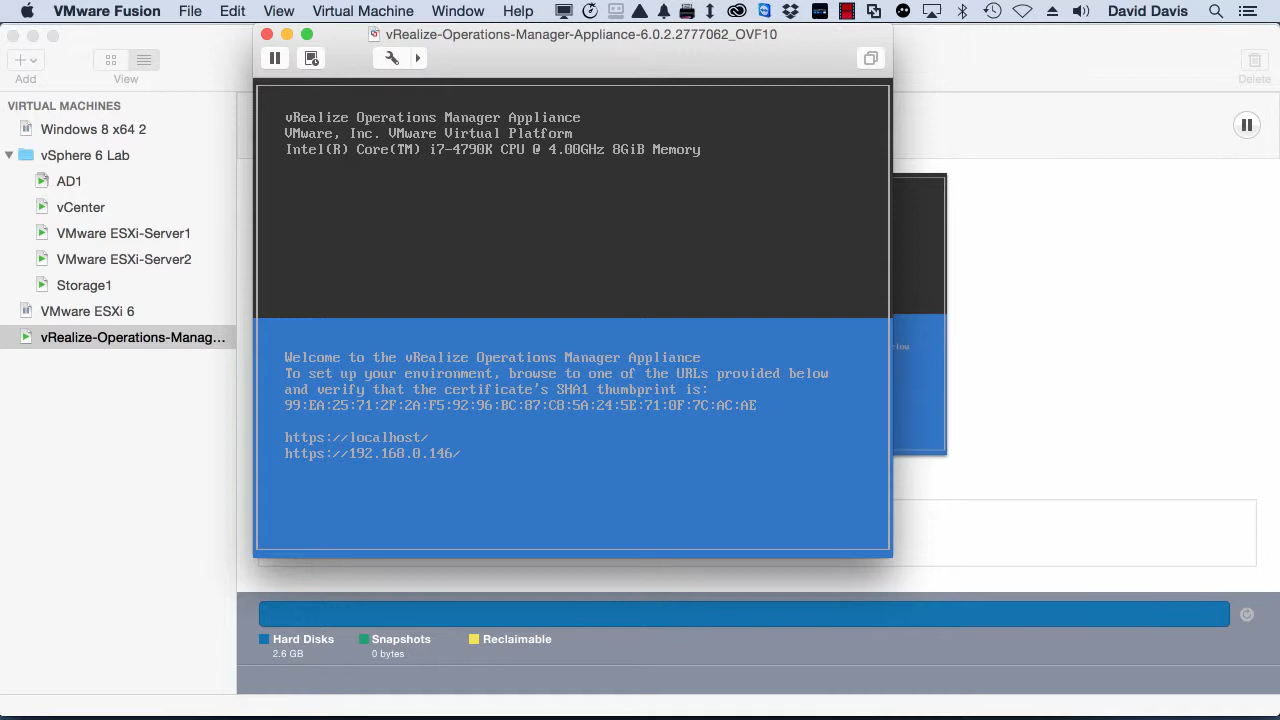 VMware Fusion File Edit View Virtual Machine Window Help David Davis
vRealize-Operations-Manager-Appliance-6.0.2.2777062_OVF10
Add
View
Delete
VIRTUAL MACHINES
Windows 8 x64 2
vSphere 6 Lab
AD1
vCenter
VMware ESXi-Server1
VMware ESXi-Server2
Storage1
VMware ESXi 6
vRealize-Operations-Manag...
vRealize Operations Manager Appliance
VMware, Inc. VMware Virtual Platform
Intel(R) Core(TM) i7-4790K CPU @ 4.00GHz 8GiB Memory
Welcome to the vRealize Operations Manager Appliance
To set up your environment, browse to one of the URLs provided below
and verify that the certificate's SHA1 thumbprint is:
99:EA:25:71:2F:2A:F5:92:96:BC:87:C8:5A:24:5E:71:0F:7C:AC:AE
https://localhost/
https://192.168.0.146/
Hard Disks
2.6 GB
Snapshots
0 bytes
Reclaimable